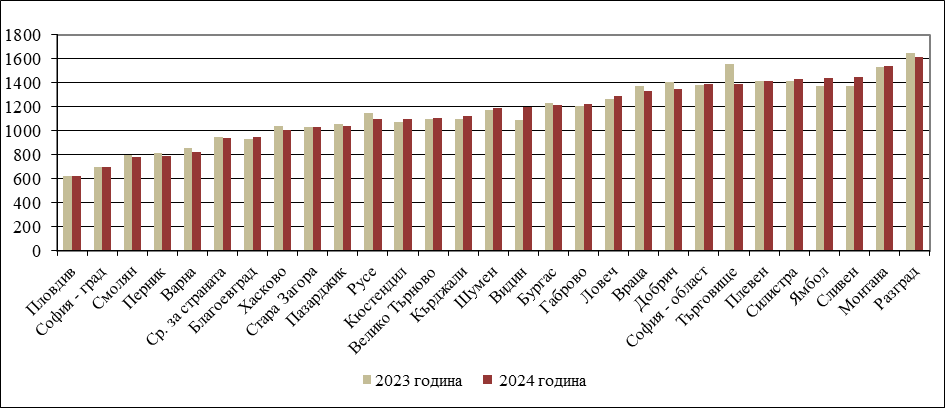 1800
1600
1400
1200
1000
800
600
400
200
0
Пловдив
София - град
Смолян
Перник
Варна
Ср. за страната
Благоевград
Хасково
Стара Загора
Пазарджик
Русе
Кюстендил
Велико Търново
Кърджали
Шумен
Видин
Бургас
Габрово
Ловеч
Враца
Добрич
София - област
Търговище
Плевен
Силистра
Ямбол
Сливен
Монтана
Разград
2023 година
2024 година